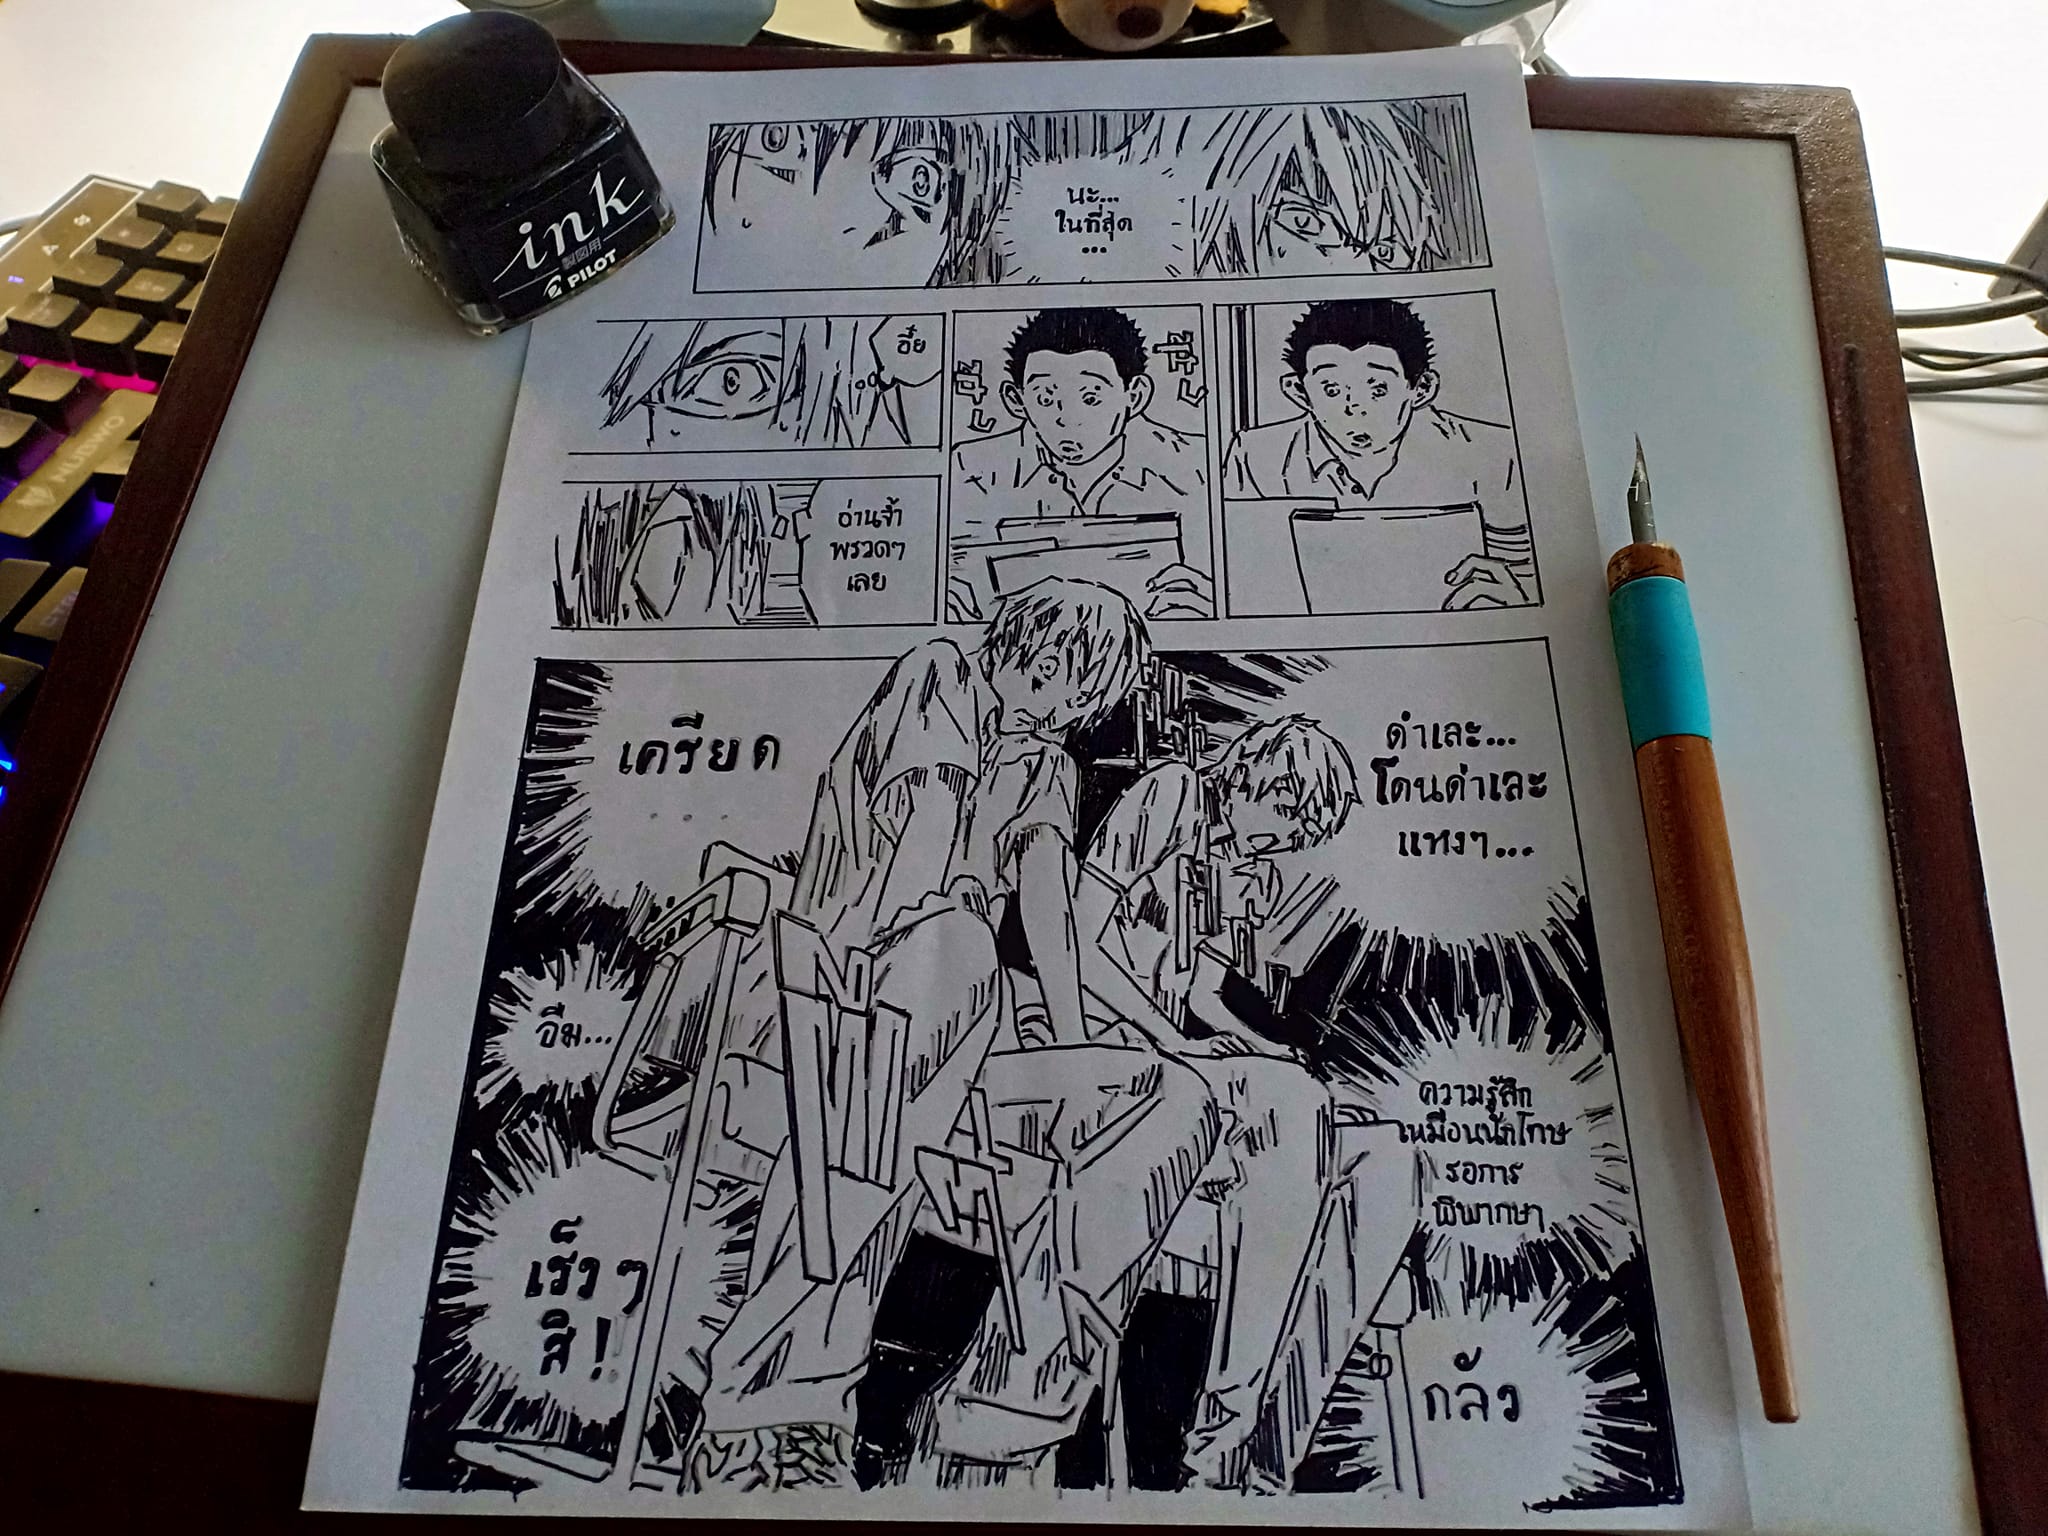 ink
製図用
PILOT
NUBWO
นะ...
ในที่สุด
...
อึ๋ย
อ่านจ้ำ
พรวดๆ
เลย
เครียด
....
ดำเละ...
โดนด่าเละ
แหงๆ...
อืม...
ความรู้สึก
เหมือนนักโทษ
รอการ
พิพากษา
เร็วๆ
สิ!
กลัว